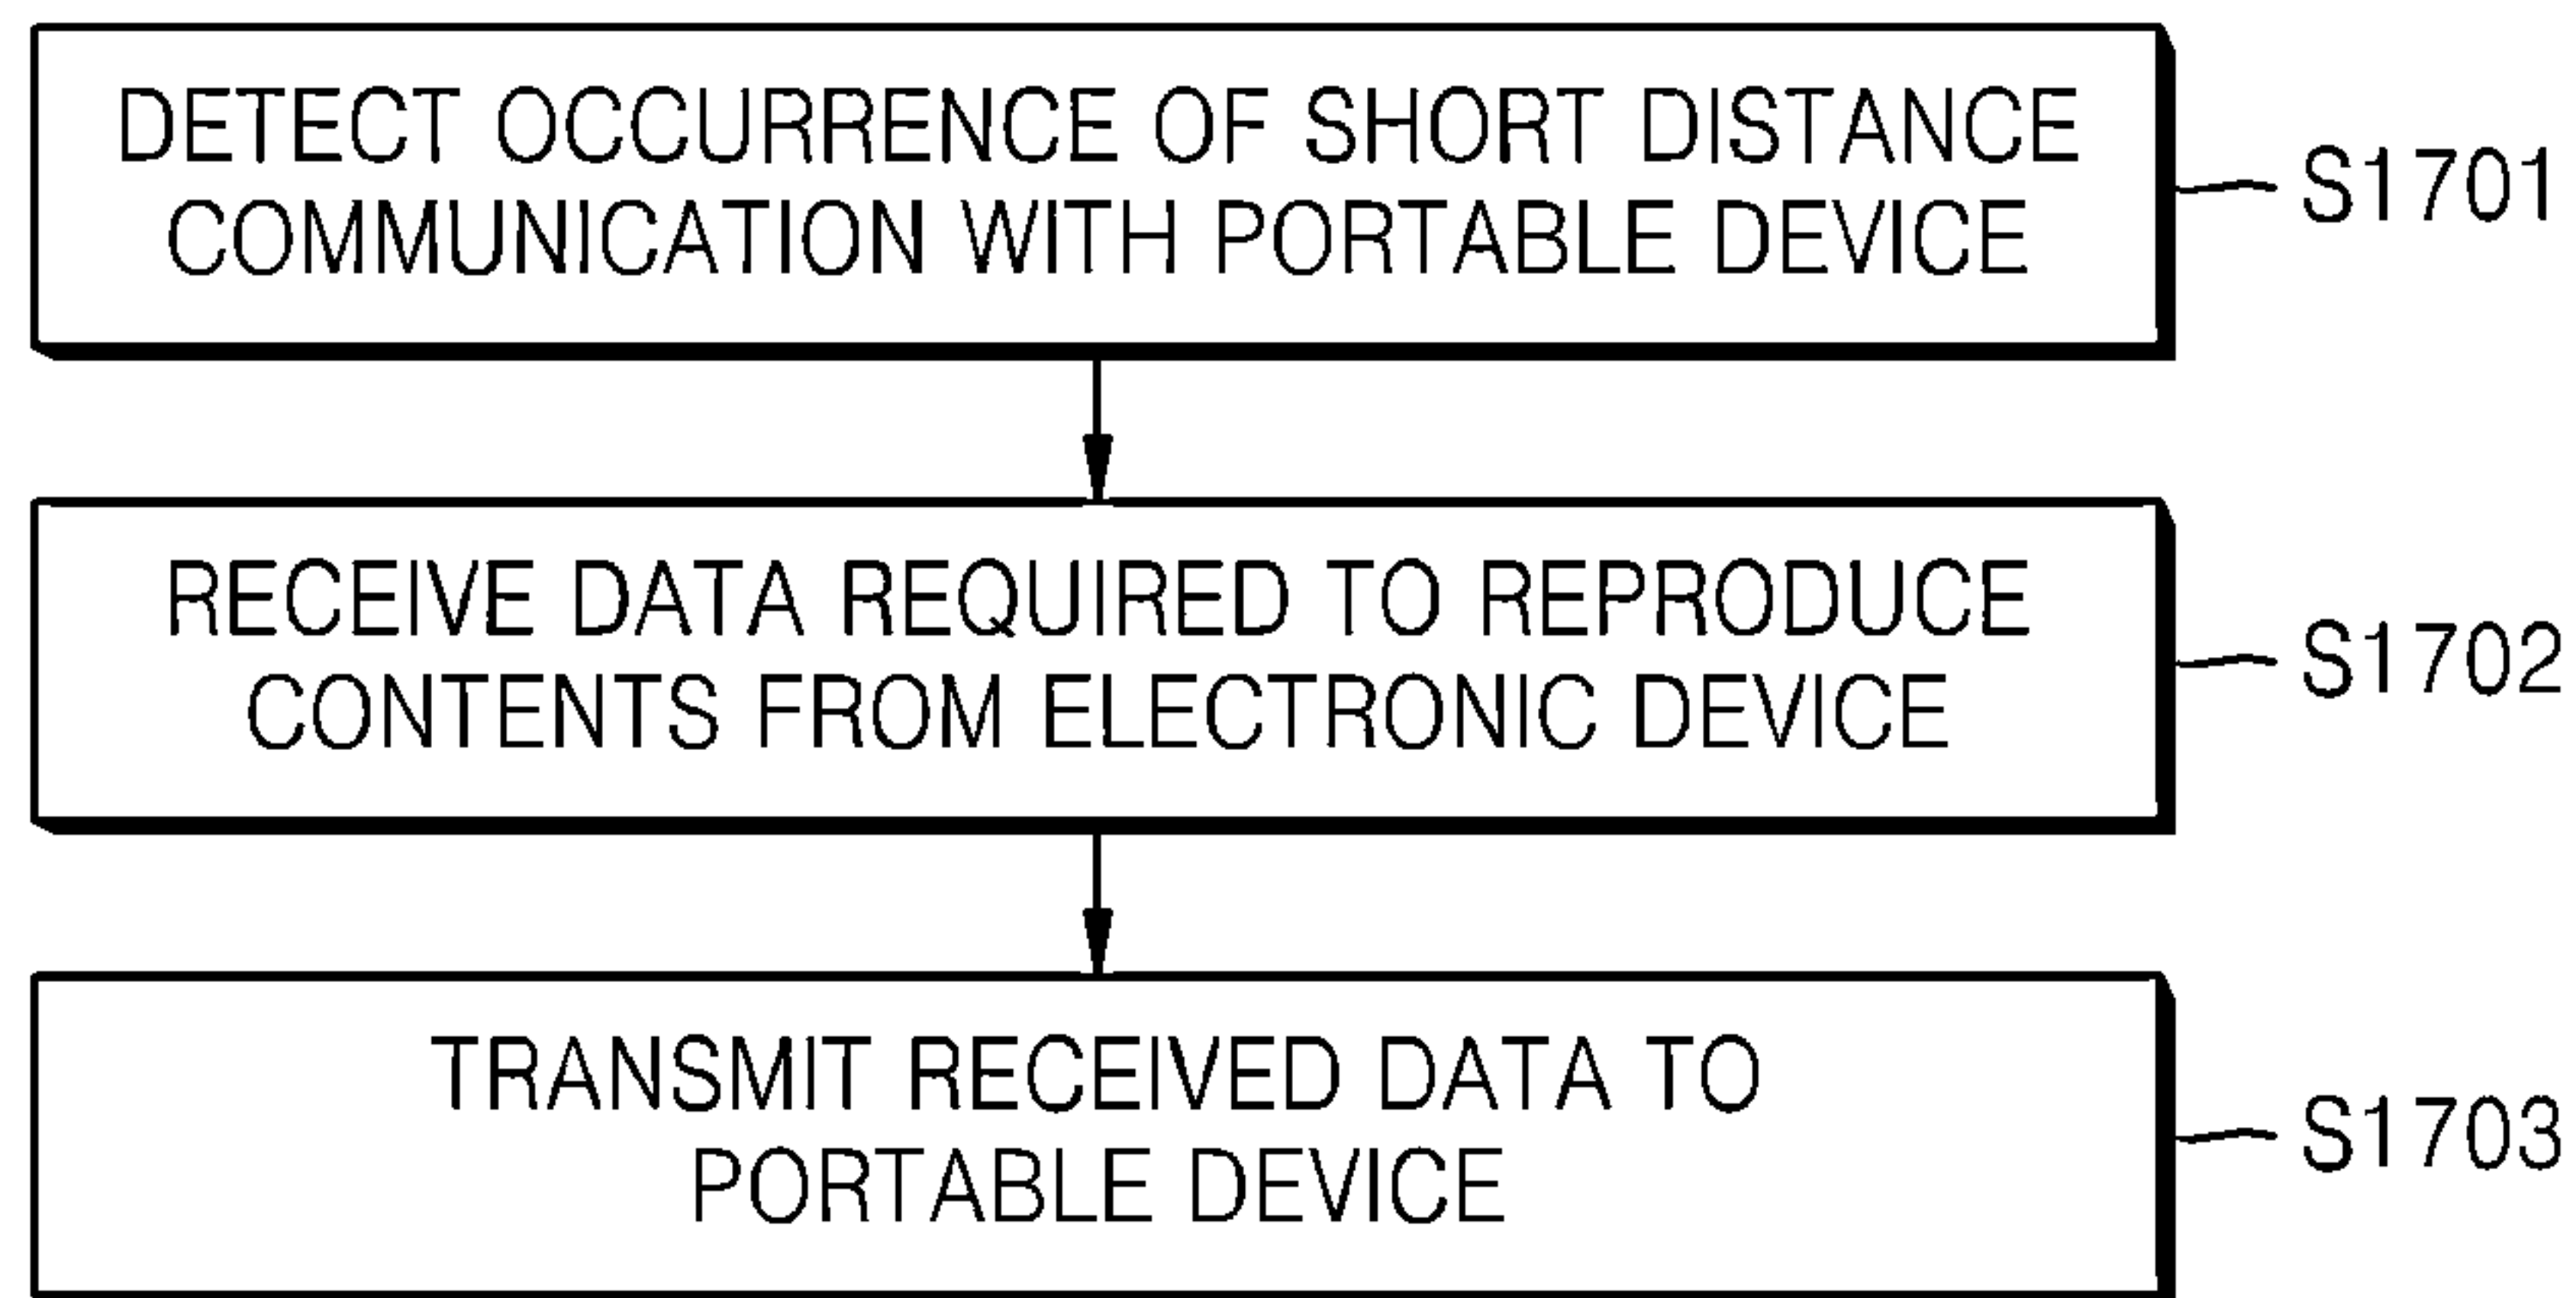 DETECT OCCURRENCE OF SHORT DISTANCE
COMMUNICATION WITH PORTABLE DEVICE
S1701
RECEIVE DATA REQUIRED TO REPRODUCE
CONTENTS FROM ELECTRONIC DEVICE
S1702
TRANSMIT RECEIVED DATA TO
PORTABLE DEVICE
S1703